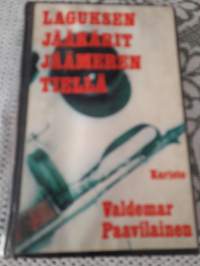 LAGUKSEN
JÄÄKÄRIT
JÄÄMEREN
TIELLÄ
Karisto
Valdemar
Paavilainen